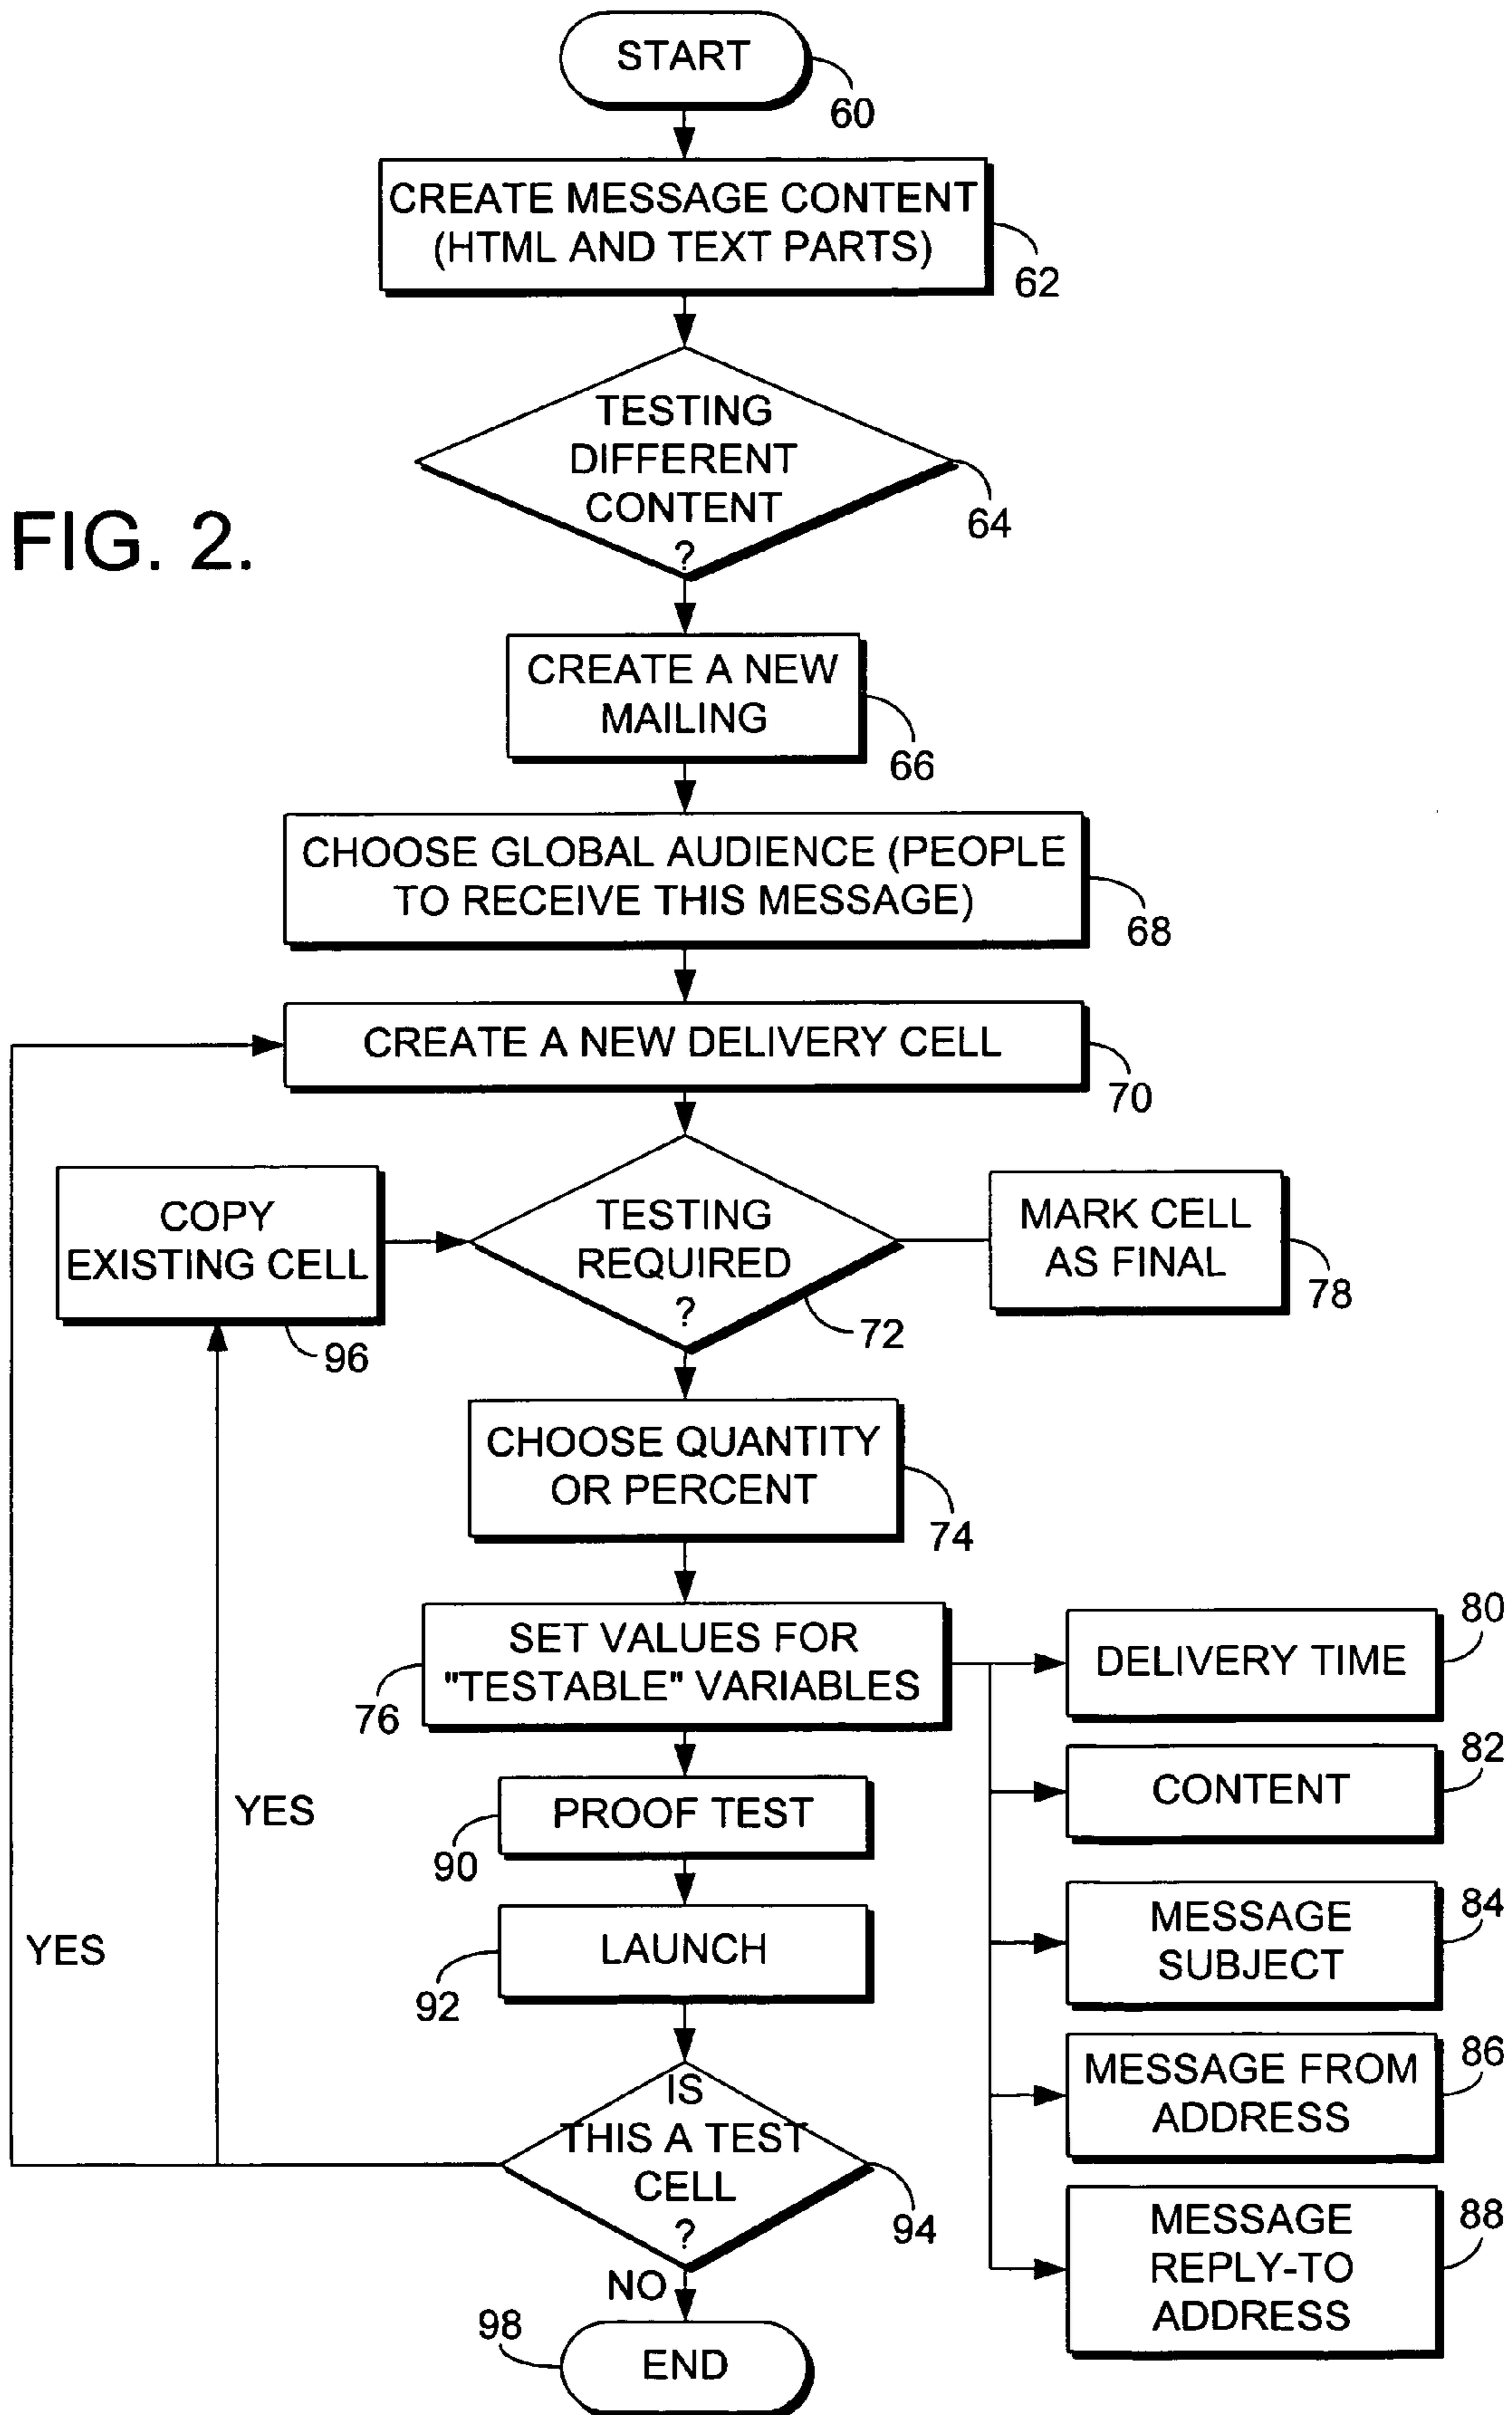 START
60
CREATE MESSAGE CONTENT
(HTML AND TEXT PARTS)
62
TESTING
DIFFERENT
CONTENT
?
64
FIG. 2.
CREATE A NEW
MAILING
66
CHOOSE GLOBAL AUDIENCE (PEOPLE
TO RECEIVE THIS MESSAGE)
68
CREATE A NEW DELIVERY CELL
70
COPY
EXISTING CELL
96
TESTING
REQUIRED
?
72
MARK CELL
AS FINAL
78
CHOOSE QUANTITY
OR PERCENT
74
SET VALUES FOR
"TESTABLE" VARIABLES
76
DELIVERY TIME
80
CONTENT
82
MESSAGE
SUBJECT
84
MESSAGE FROM
ADDRESS
86
MESSAGE
REPLY-TO
ADDRESS
88
PROOF TEST
90
YES
LAUNCH
92
YES
IS
THIS A TEST
CELL
?
94
NO
98
END